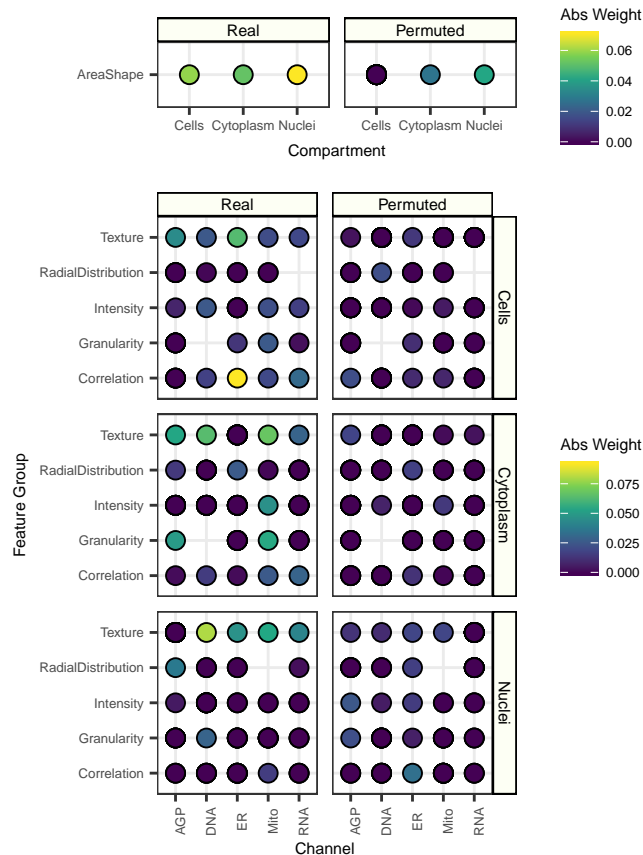 Real Permuted
AreaShape
Cells Cytoplasm Nuclei Cells Cytoplasm Nuclei
Compartment
Abs Weight
0.06
0.04
0.02
0.00
Real Permuted
Texture
RadialDistribution
Intensity
Granularity
Correlation
Cells
Texture
RadialDistribution
Intensity
Granularity
Correlation
Cytoplasm
Texture
RadialDistribution
Intensity
Granularity
Correlation
Nuclei
Feature Group
AGP DNA ER Mito RNA AGP DNA ER Mito RNA
Channel
Abs Weight
0.075
0.050
0.025
0.000